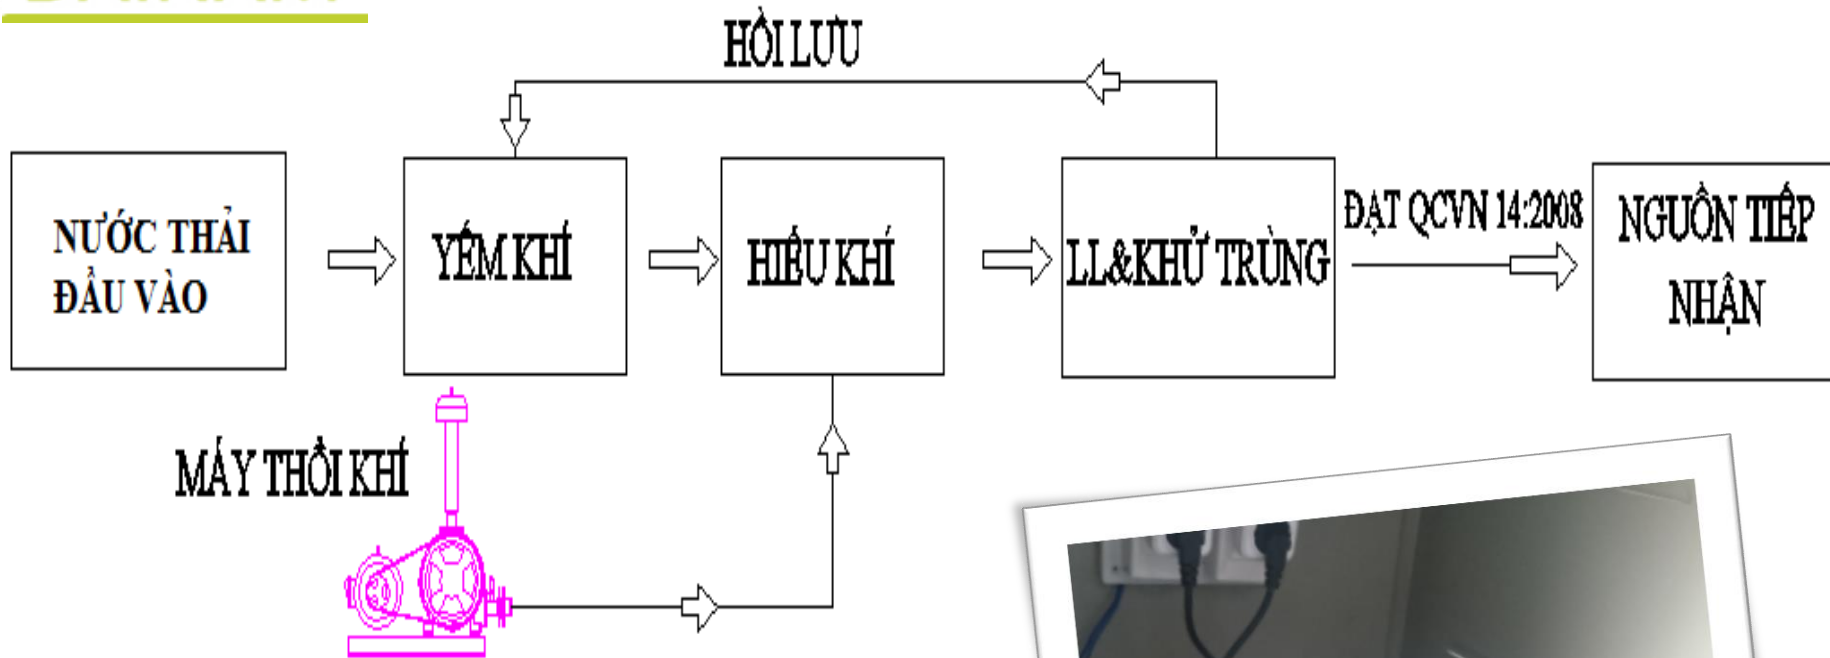 HỒI LƯU
NƯỚC THẢI
ĐẦU VÀO
YẾM KHÍ
HIẾU KHÍ
LL&KHỬ TRÙNG
ĐẠT QCVN 14:2008
NGUỒN TIẾP
NHẬN
MÁY THỔI KHÍ